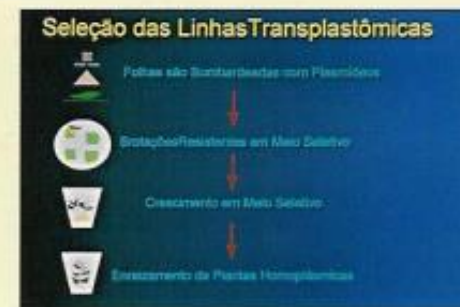 Seleção das LinhasTransplastômicas
Folhas são Bombardeadas com Plasmídeos
BrotaçõesResistentes em Meio Seletivo
Crescimento em Meio Seletivo
Enraizamento de Plantas Homoplásmicas